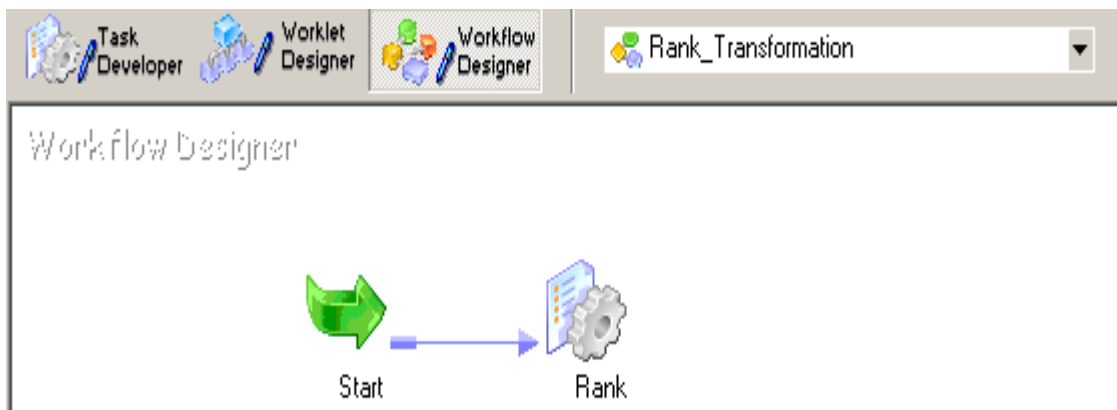 Task
Developer
Worklet
Designer
Workflow
Designer
Rank_Transformation
Workflow Designer
Start
Rank